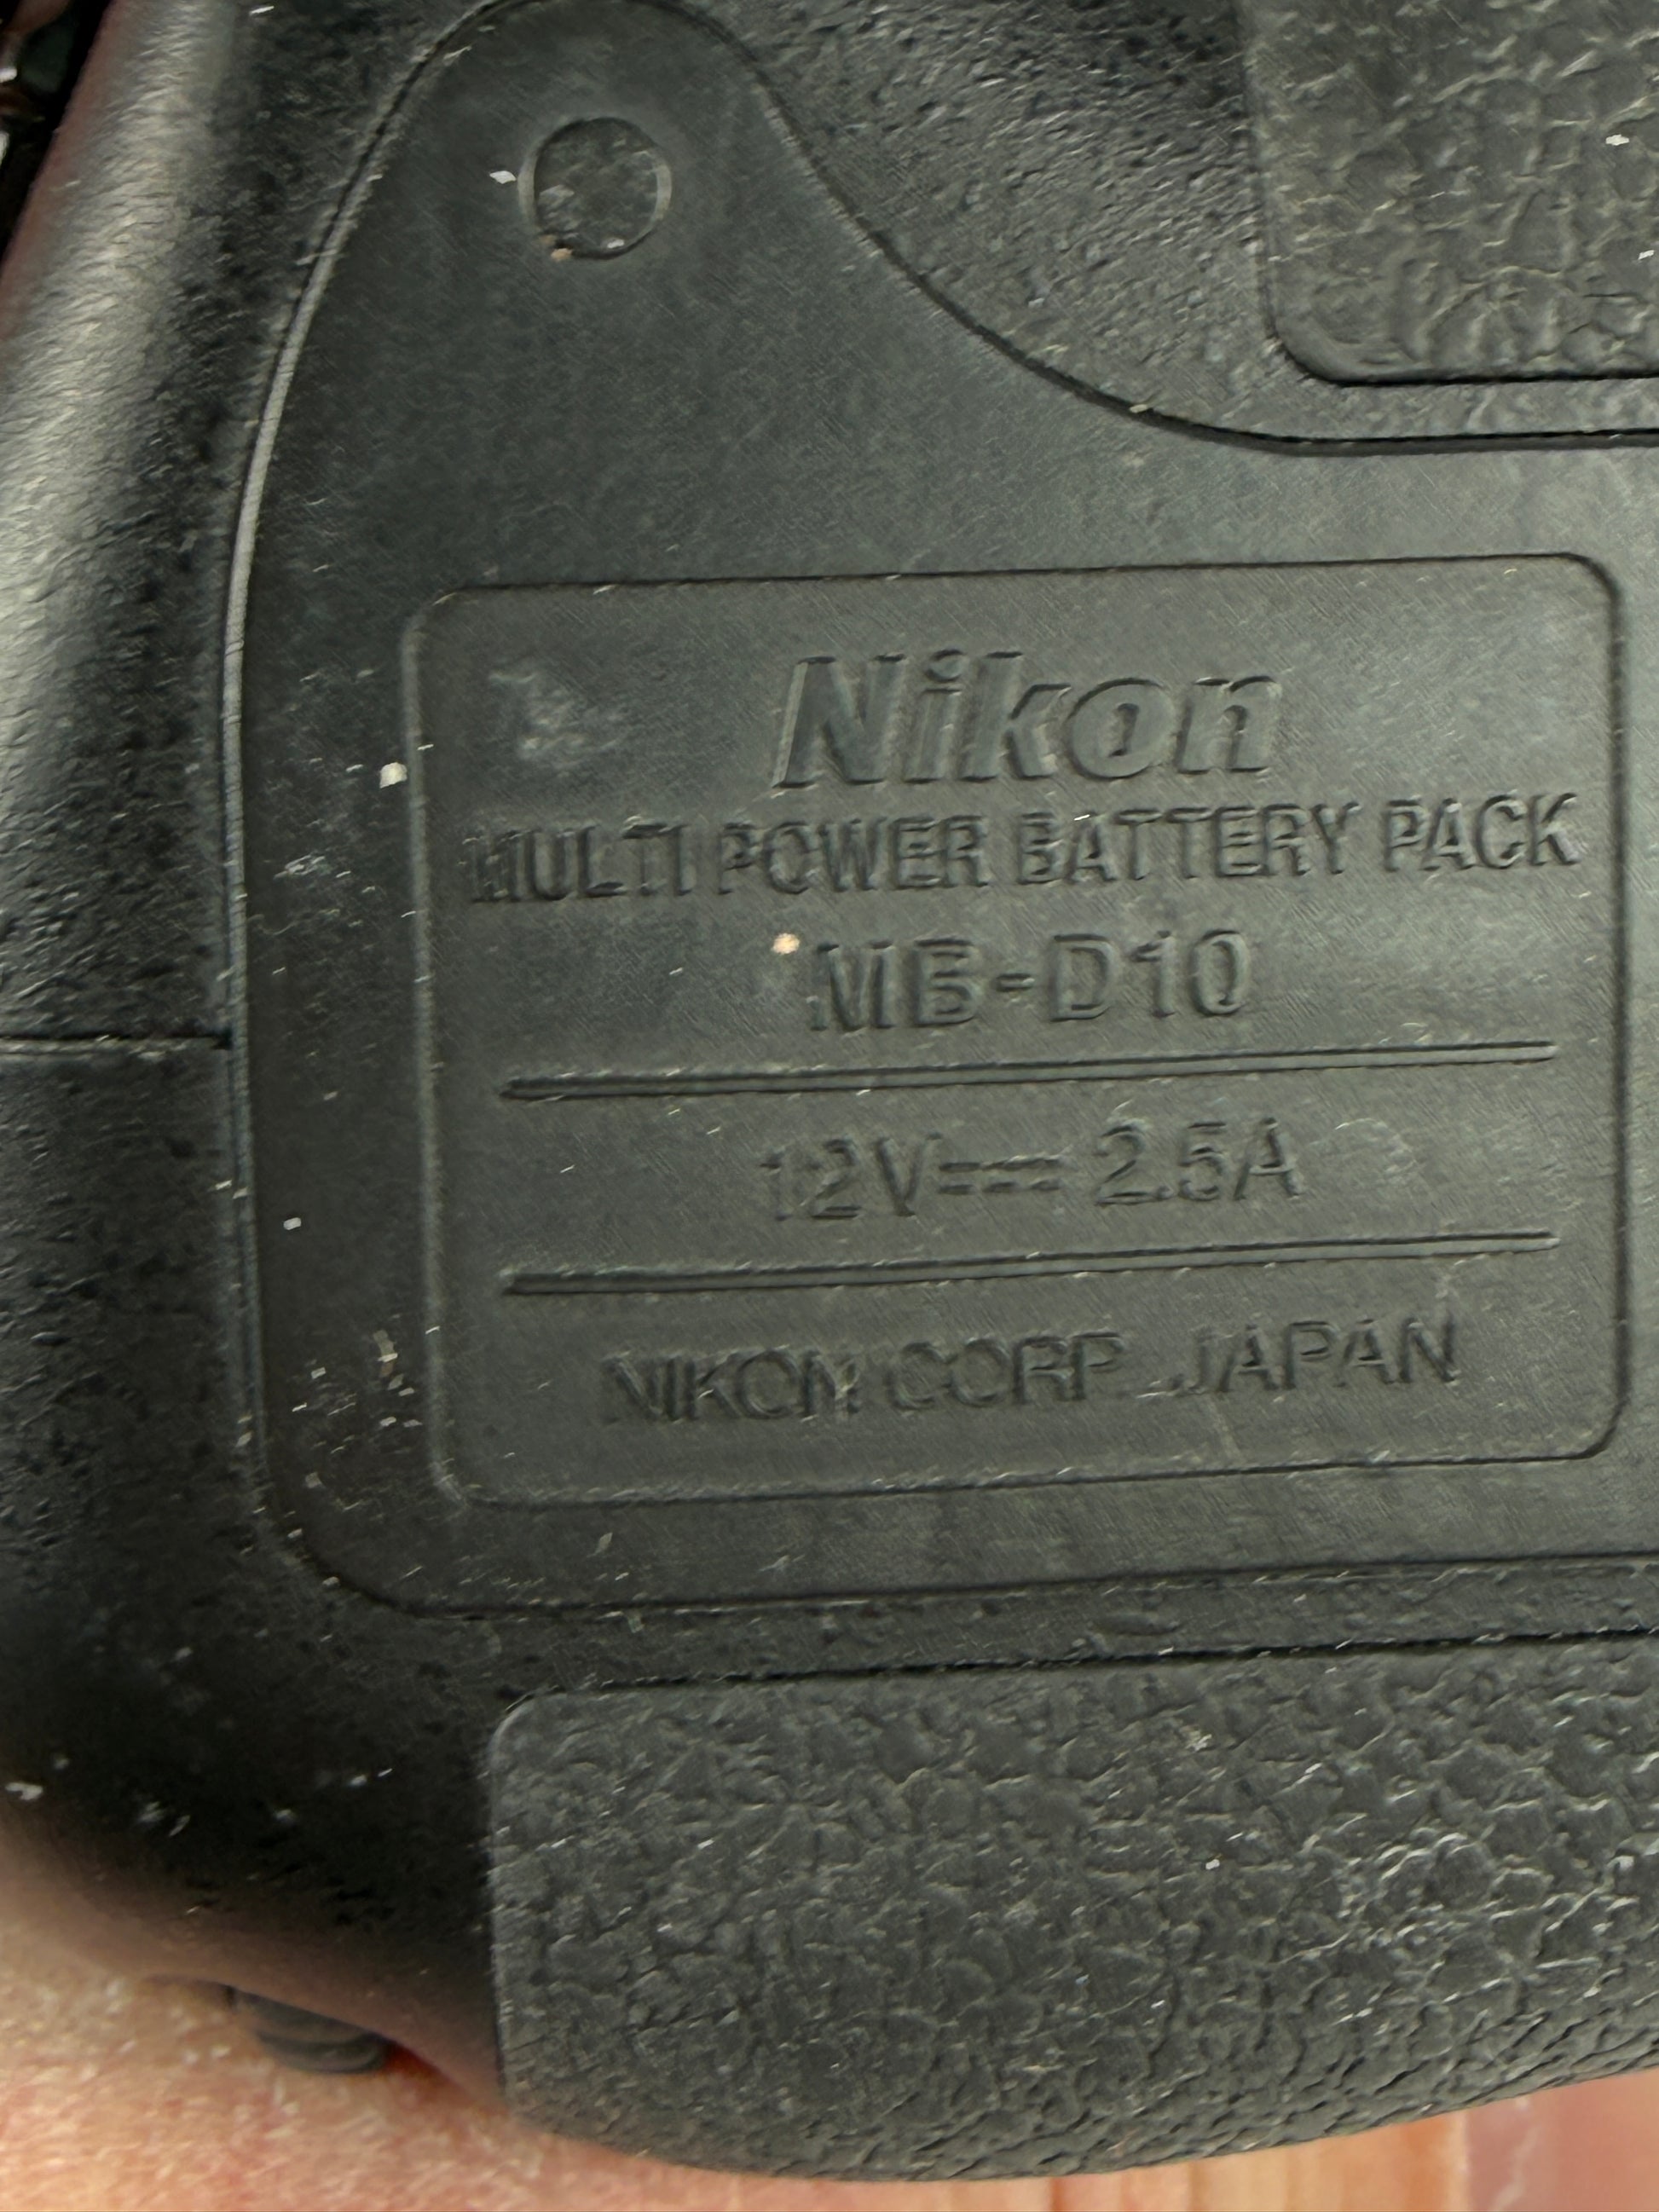 Nikon
MULTI POWER BATTERY PACK
MB-D10
12V⎓ 2.5A
NIKON CORP. JAPAN